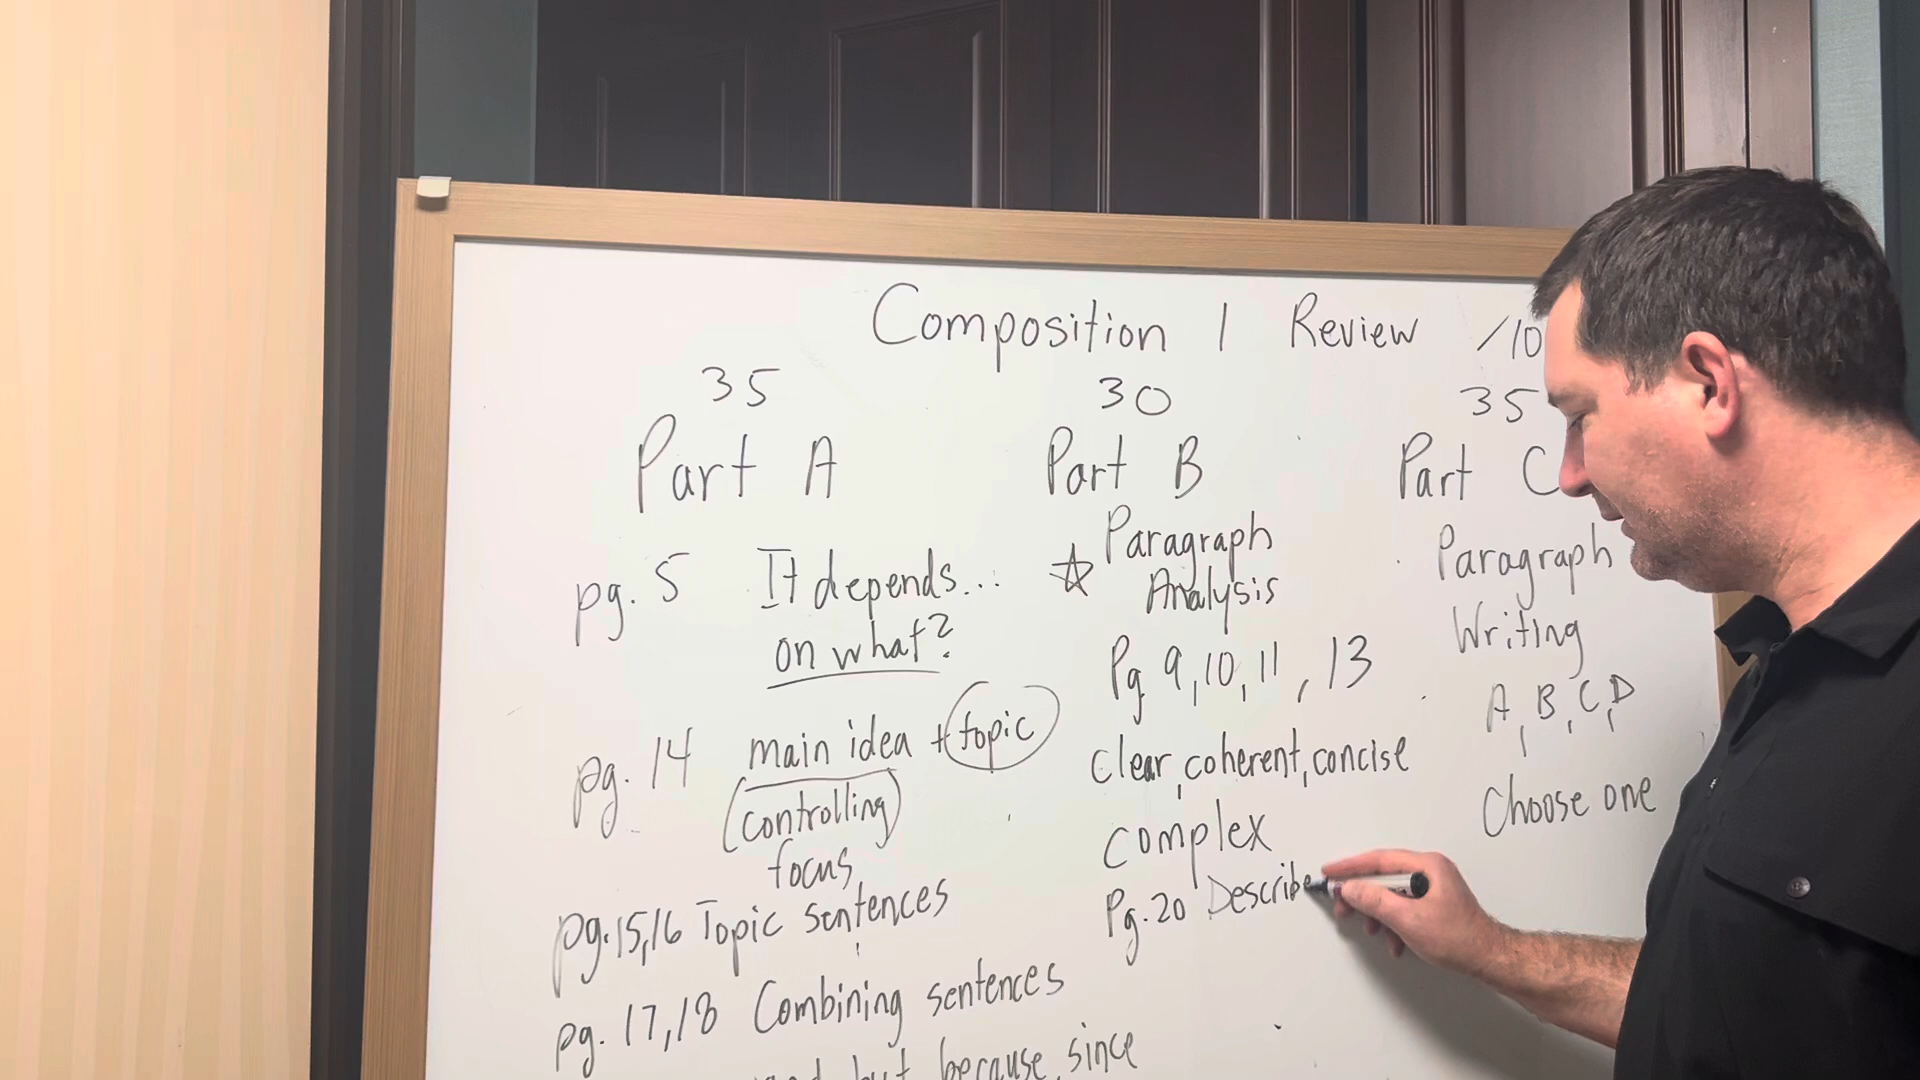 Composition 1 Review /10
35
Part A
pg. 5 It depends...
on what?
pg. 14 main idea + topic
controlling
focus
pg. 15,16 Topic sentences
pg. 17,18 Combining sentences
but because, since
30
Part B
☆ Paragraph
Analysis
Pg 9, 10, 11, 13
Clear, coherent, concise
Complex
Pg. 20 Describe
35
Part C
Paragraph
Writing
A, B, C, D
Choose one